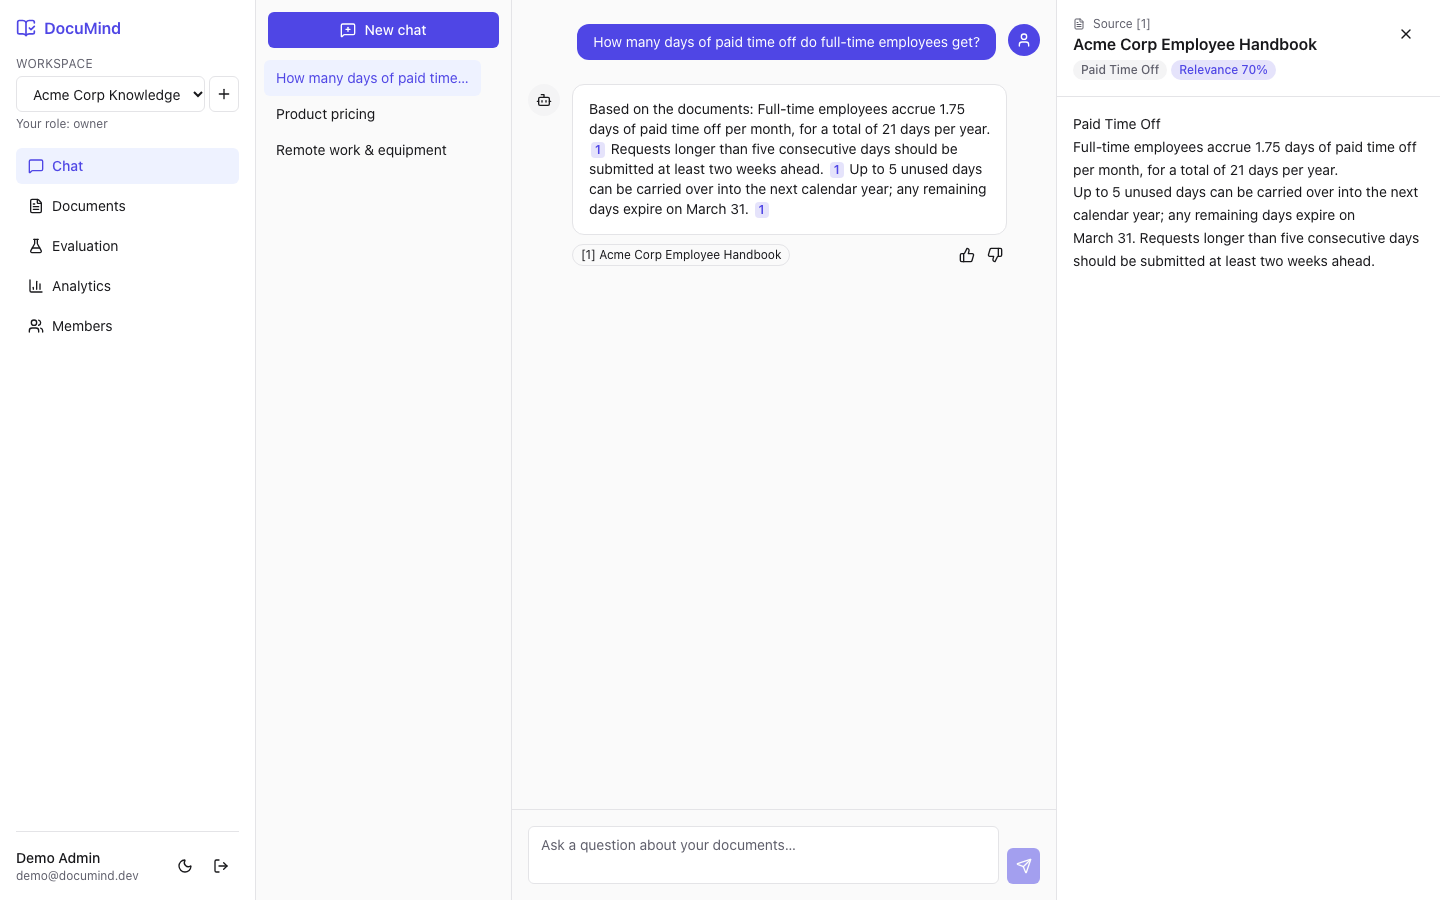 DocuMind
WORKSPACE
Acme Corp Knowledge
Your role: owner
Chat
Documents
Evaluation
Analytics
Members
Demo Admin
demo@documind.dev
New chat
How many days of paid time...
Product pricing
Remote work & equipment
How many days of paid time off do full-time employees get?
Based on the documents: Full-time employees accrue 1.75
days of paid time off per month, for a total of 21 days per year.
1 Requests longer than five consecutive days should be
submitted at least two weeks ahead. 1 Up to 5 unused days
can be carried over into the next calendar year; any remaining
days expire on March 31. 1
[1] Acme Corp Employee Handbook
Ask a question about your documents...
Source [1]
Acme Corp Employee Handbook
Paid Time Off Relevance 70%
Paid Time Off
Full-time employees accrue 1.75 days of paid time off
per month, for a total of 21 days per year.
Up to 5 unused days can be carried over into the next
calendar year; any remaining days expire on
March 31. Requests longer than five consecutive days
should be submitted at least two weeks ahead.